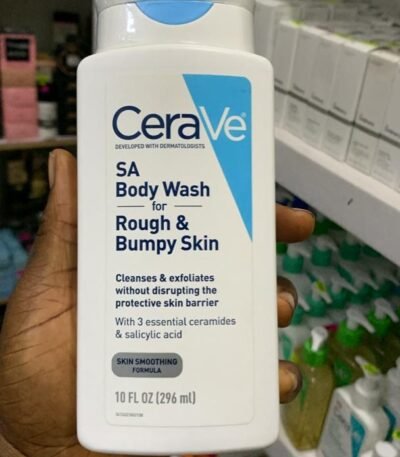 CeraVe
DEVELOPED WITH DERMATOLOGISTS
SA
Body Wash
for
Rough &
Bumpy Skin
Cleanses & exfoliates
without disrupting the
protective skin barrier
With 3 essential ceramides
& salicylic acid
SKIN SMOOTHING
FORMULA
10 FL OZ (296 ml)